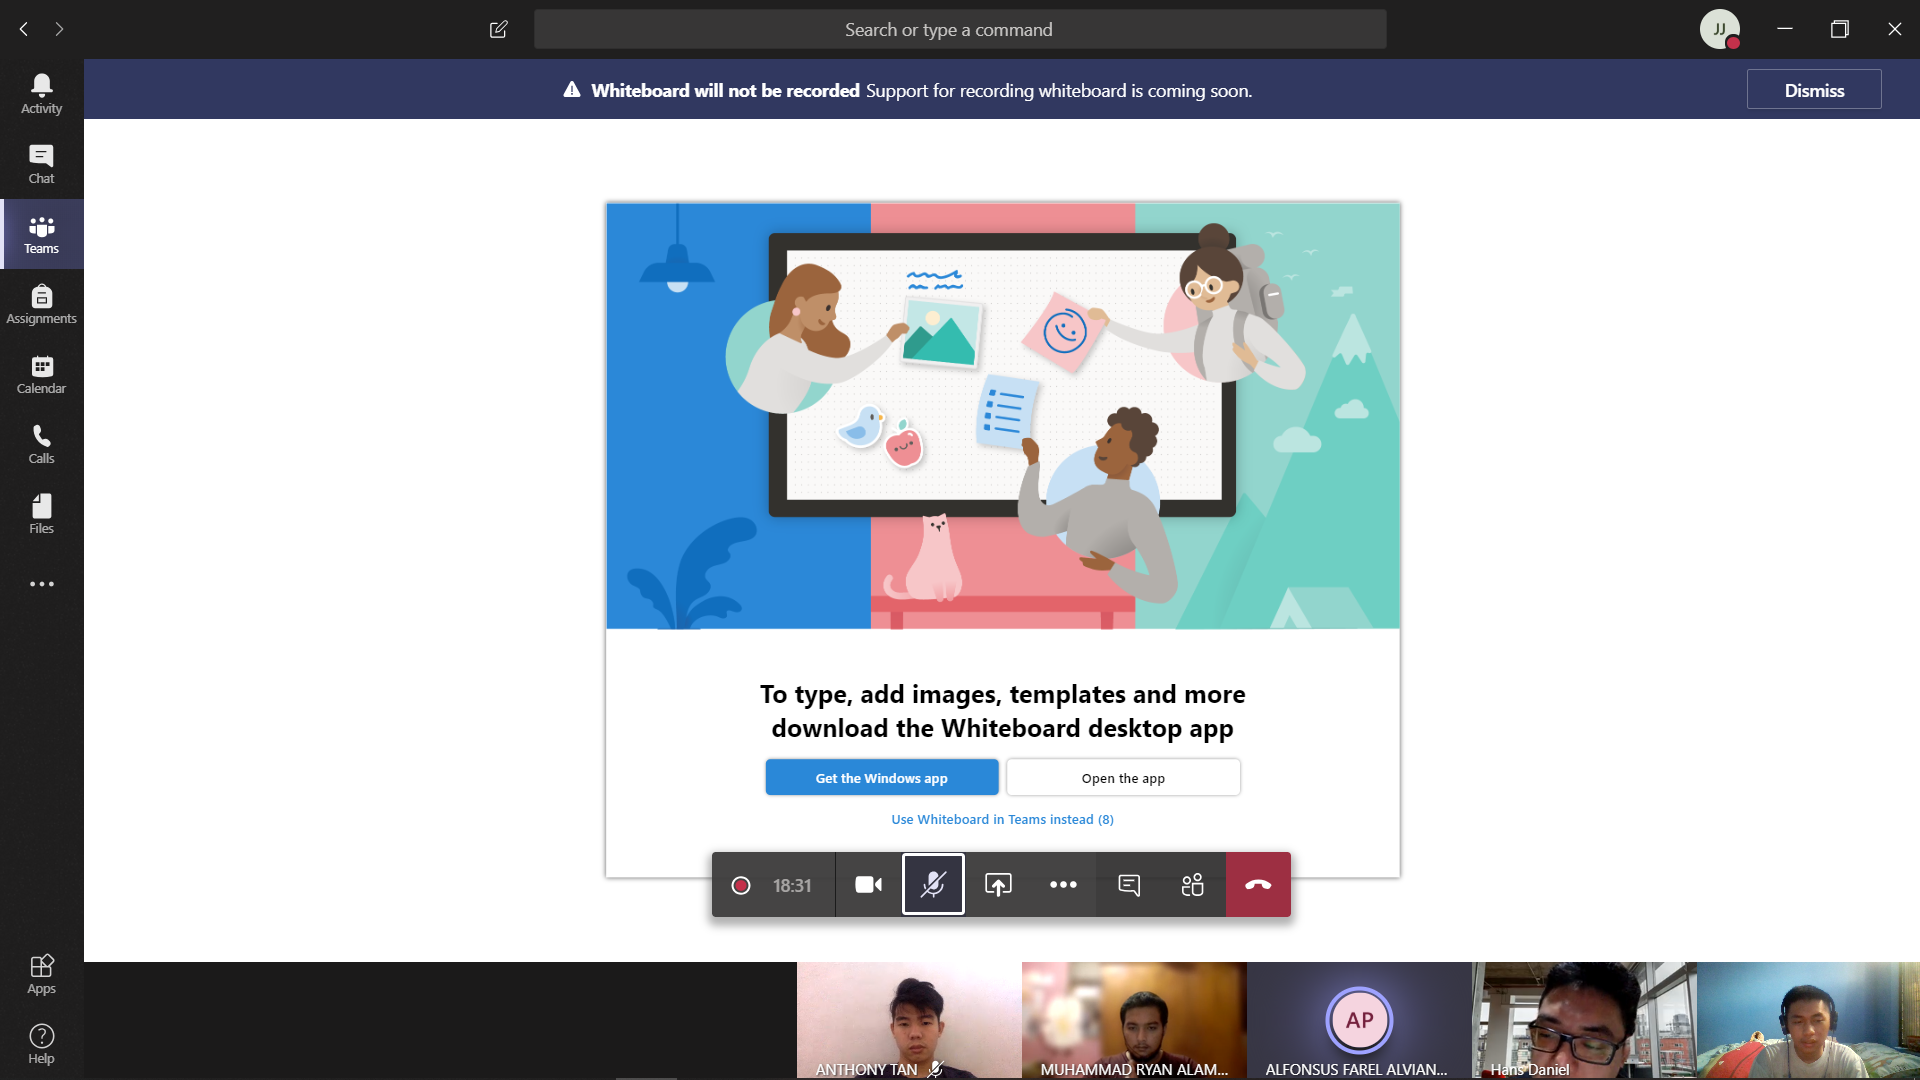 Search or type a command
JJ
Activity
Whiteboard will not be recorded Support for recording whiteboard is coming soon.
Dismiss
Chat
Teams
Assignments
Calendar
Calls
Files
To type, add images, templates and more
download the Whiteboard desktop app
Get the Windows app
Open the app
Use Whiteboard in Teams instead (8)
18:31
Apps
Help
AP
ANTHONY TAN
MUHAMMAD RYAN ALAM...
ALFONSUS FAREL ALVIAN...
Hans Daniel